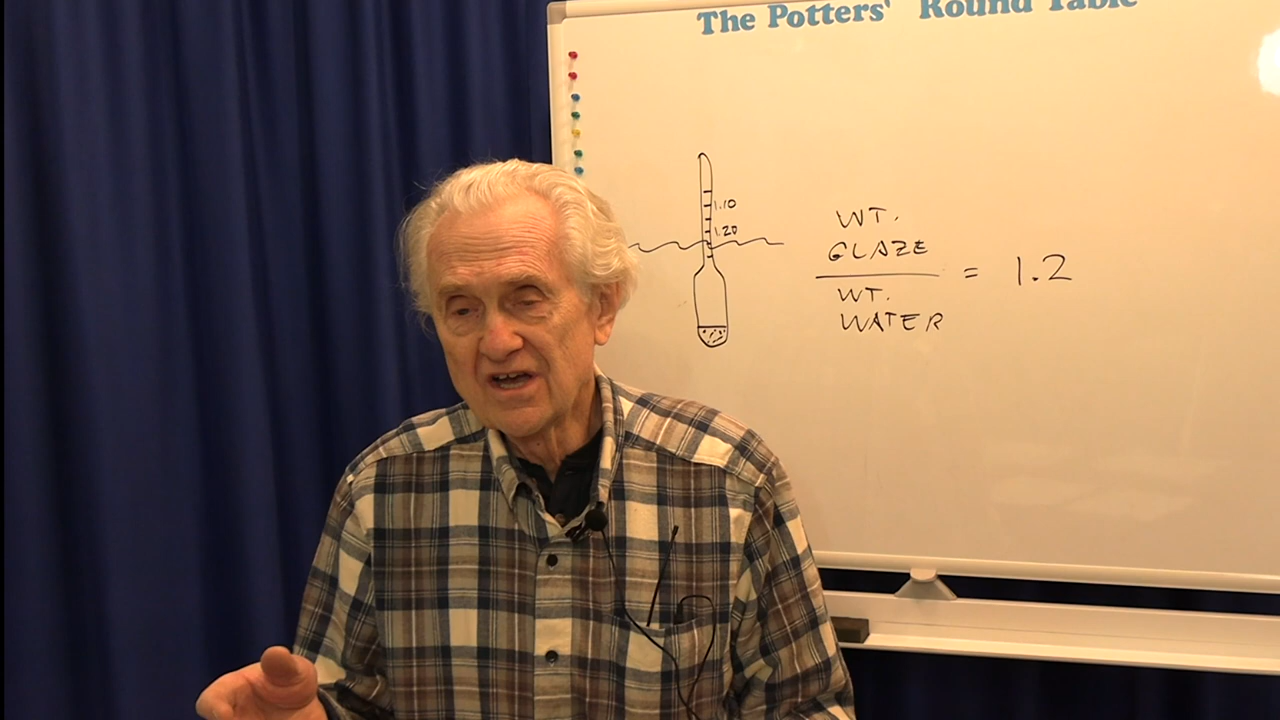 The Potters' Round Table
1.10
1.20
WT.
GLAZE
WT.
WATER
= 1.2